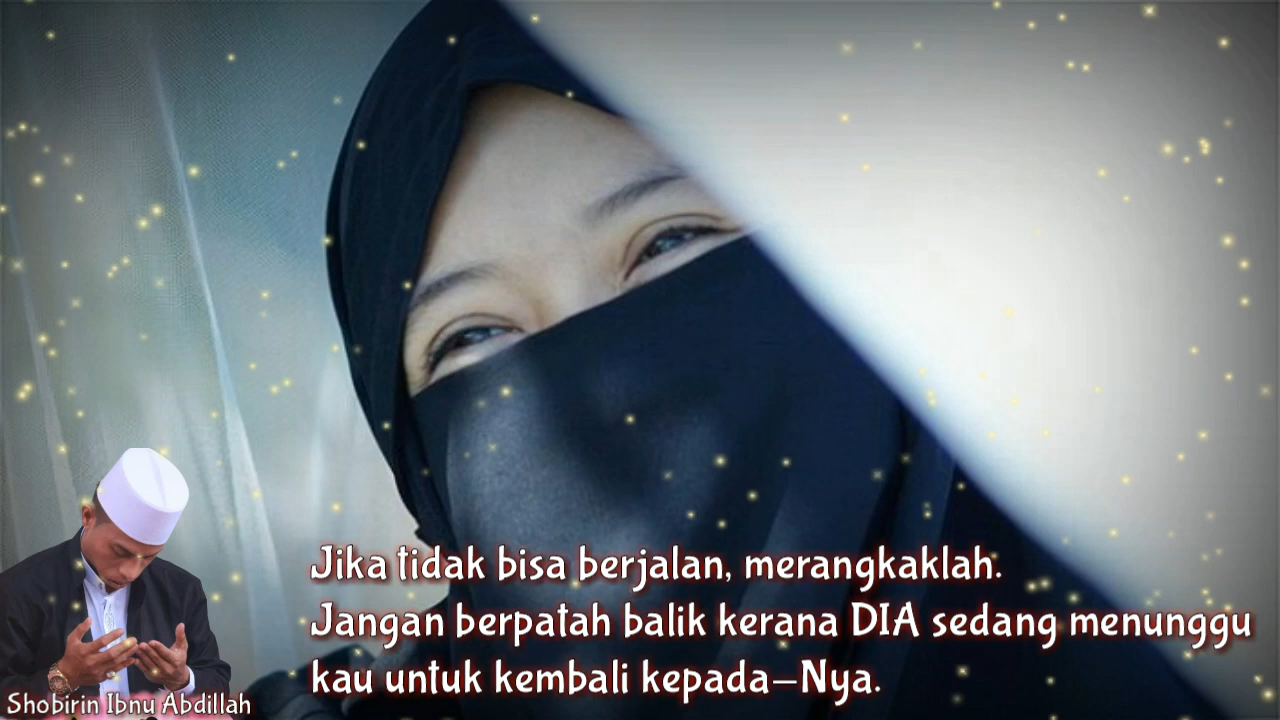 Jika tidak bisa berjalan, merangkaklah.
Jangan berpatah balik kerana DIA sedang menunggu
kau untuk kembali kepada-Nya.
Shobirin Ibnu Abdillah